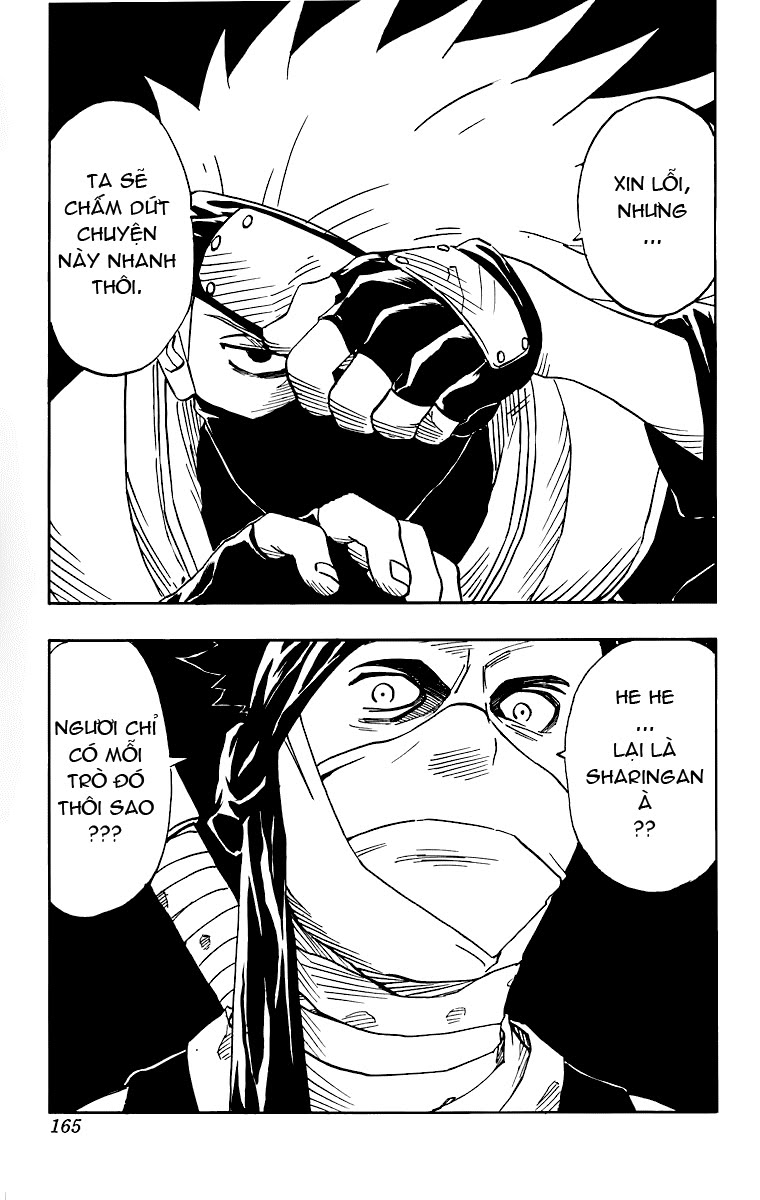 XIN LỖI,
NHƯNG
...
TA SẼ
CHẤM DỨT
CHUYỆN
NÀY NHANH
THÔI.
HE HE
...
LẠI LÀ
SHARINGAN
À
??
NGƯƠI CHỈ
CÓ MỖI
TRÒ ĐÓ
THÔI SAO
???
165